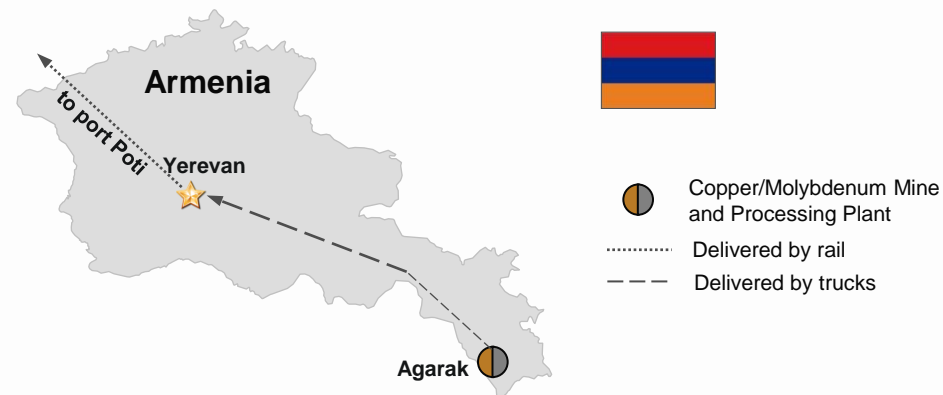 Armenia
to port Poti
Yerevan
Agarak
Copper/Molybdenum Mine
and Processing Plant
Delivered by rail
Delivered by trucks